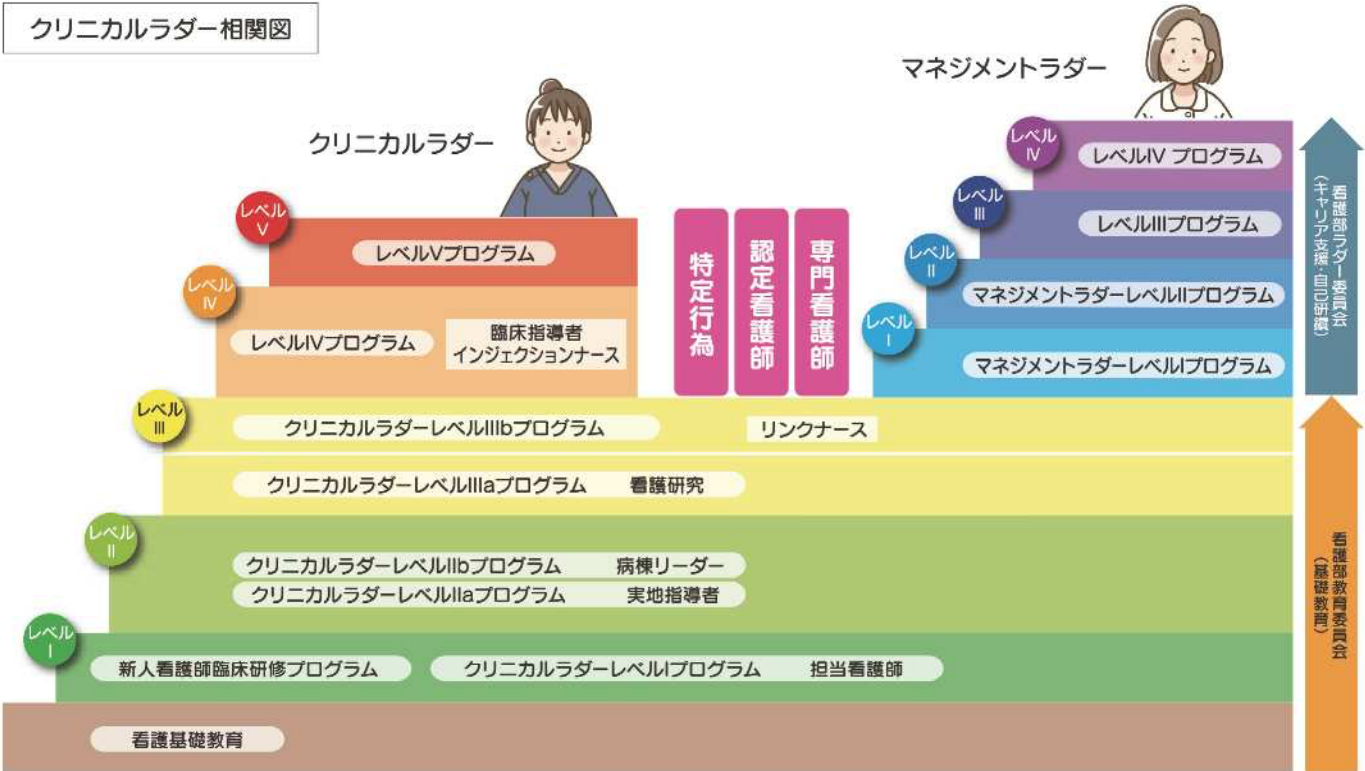 クリニカルラダー相関図
マネジメントラダー
クリニカルラダー
レベル
IV
レベルIV プログラム
レベル
III
レベルIIIプログラム
レベル
II
マネジメントラダーレベルIIプログラム
レベル
I
マネジメントラダーレベルIプログラム
レベル
V
レベルVプログラム
レベル
IV
レベルIVプログラム
臨床指導者
インジェクションナース
特定行為
認定看護師
専門看護師
看護部ラダー委員会
（キャリア支援・自己研鑽）
レベル
III
クリニカルラダーレベルIIIbプログラム
リンクナース
クリニカルラダーレベルIIIaプログラム 看護研究
レベル
II
クリニカルラダーレベルIIbプログラム 病棟リーダー
クリニカルラダーレベルIIaプログラム 実地指導者
レベル
I
新人看護師臨床研修プログラム
クリニカルラダーレベルIプログラム 担当看護師
看護基礎教育
看護部教育委員会
（基礎教育）